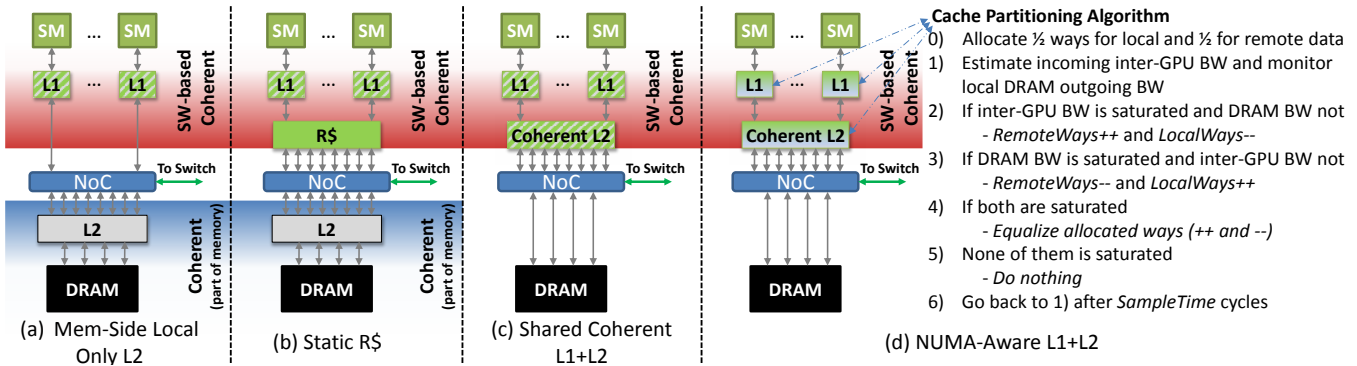 SM ... SM
L1 ... L1
SW-based
Coherent
To Switch
NoC
L2
DRAM
Coherent
(part of memory)
(a) Mem-Side Local
Only L2
SM ... SM
L1 ... L1
SW-based
Coherent
R$
To Switch
NoC
L2
DRAM
Coherent
(part of memory)
(b) Static R$
SM ... SM
L1 ... L1
SW-based
Coherent
Coherent L2
To Switch
NoC
DRAM
(c) Shared Coherent
L1+L2
SM ... SM
L1 ... L1
SW-based
Coherent
Coherent L2
To Switch
NoC
DRAM
(d) NUMA-Aware L1+L2
Cache Partitioning Algorithm
0) Allocate ½ ways for local and ½ for remote data
1) Estimate incoming inter-GPU BW and monitor
local DRAM outgoing BW
2) If inter-GPU BW is saturated and DRAM BW not
- RemoteWays++ and LocalWays--
3) If DRAM BW is saturated and inter-GPU BW not
- RemoteWays-- and LocalWays++
4) If both are saturated
- Equalize allocated ways (++ and --)
5) None of them is saturated
- Do nothing
6) Go back to 1) after SampleTime cycles